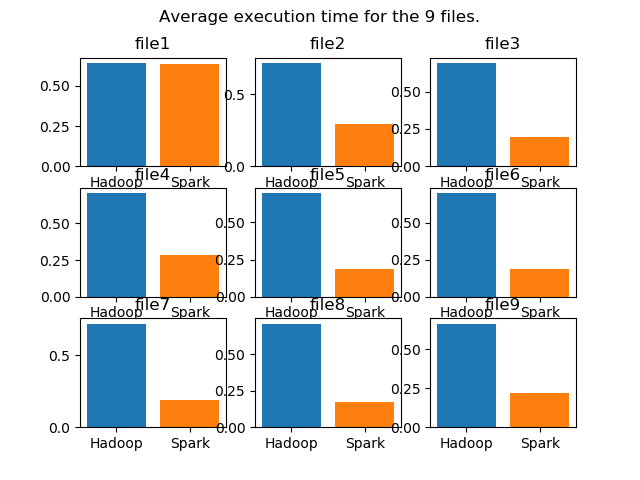 Average execution time for the 9 files.
file1 file2 file3
0.50 0.5 0.50
0.25 0.25
0.00 0.0 0.00
Hadoop Spark Hadoop Spark Hadoop Spark
file4 file5 file6
0.50 0.50 0.50
0.25 0.25 0.25
0.00 0.00 0.00
Hadoop Spark Hadoop Spark Hadoop Spark
file7 file8 file9
0.5 0.50 0.50
0.25 0.25
0.0 0.00 0.00
Hadoop Spark Hadoop Spark Hadoop Spark